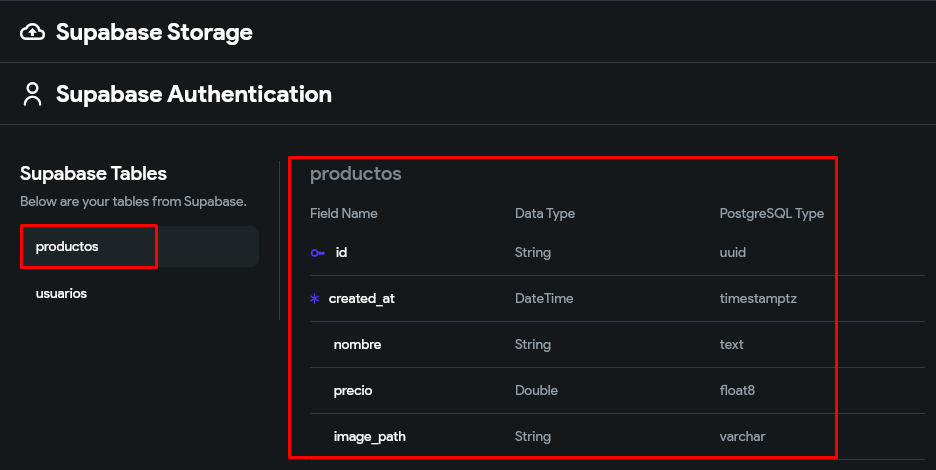 Supabase Storage
Supabase Authentication
Supabase Tables
Below are your tables from Supabase.
productos
usuarios
productos
Field Name Data Type PostgreSQL Type
id String uuid
created_at DateTime timestamptz
nombre String text
precio Double float8
image_path String varchar